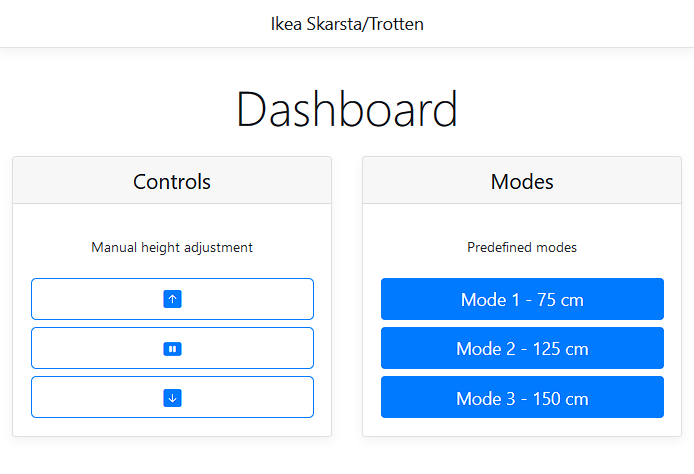 Ikea Skarsta/Trotten
Dashboard
Controls
Manual height adjustment
Modes
Predefined modes
Mode 1 - 75 cm
Mode 2 - 125 cm
Mode 3 - 150 cm